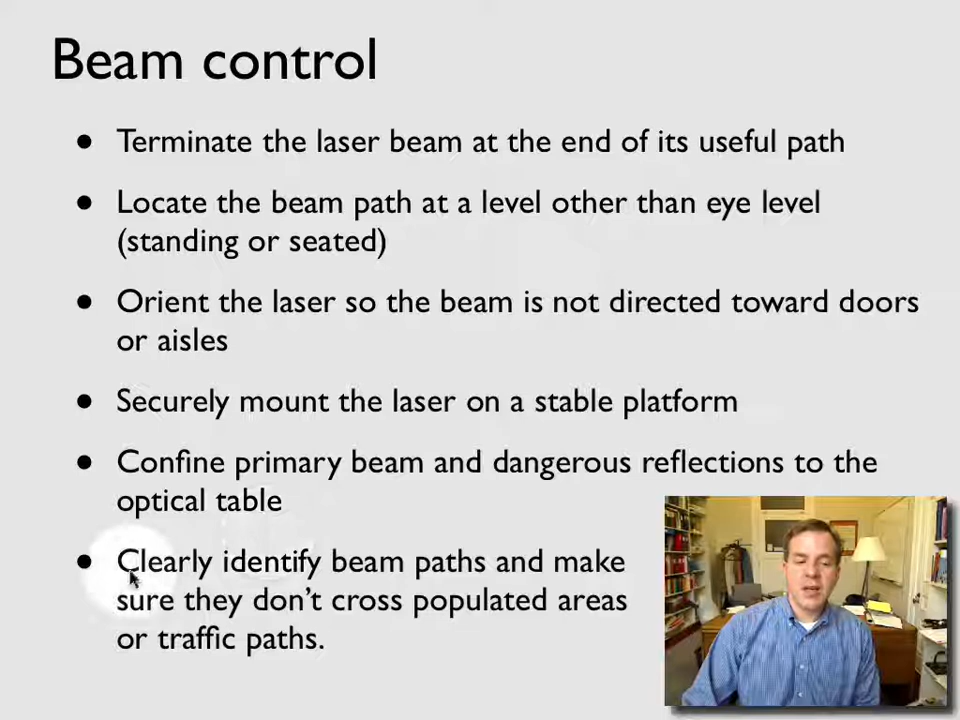 Beam control
• Terminate the laser beam at the end of its useful path
• Locate the beam path at a level other than eye level
(standing or seated)
• Orient the laser so the beam is not directed toward doors
or aisles
• Securely mount the laser on a stable platform
• Confine primary beam and dangerous reflections to the
optical table
• Clearly identify beam paths and make
sure they don’t cross populated areas
or traffic paths.